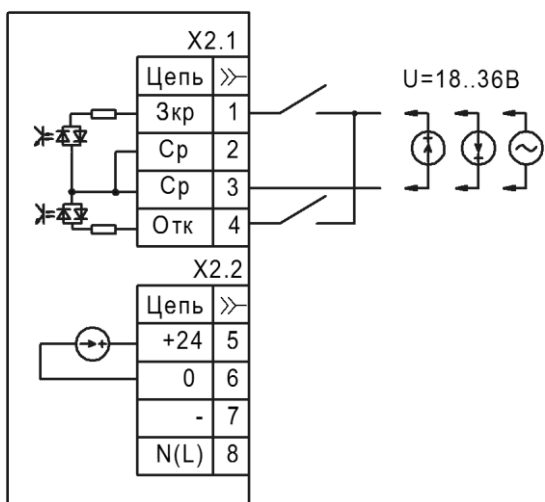 X2.1
Цепь
Зкр 1
U=18..36В
Ср 2
Ср 3
Отк 4
X2.2
Цепь
+24 5
0 6
- 7
N(L) 8